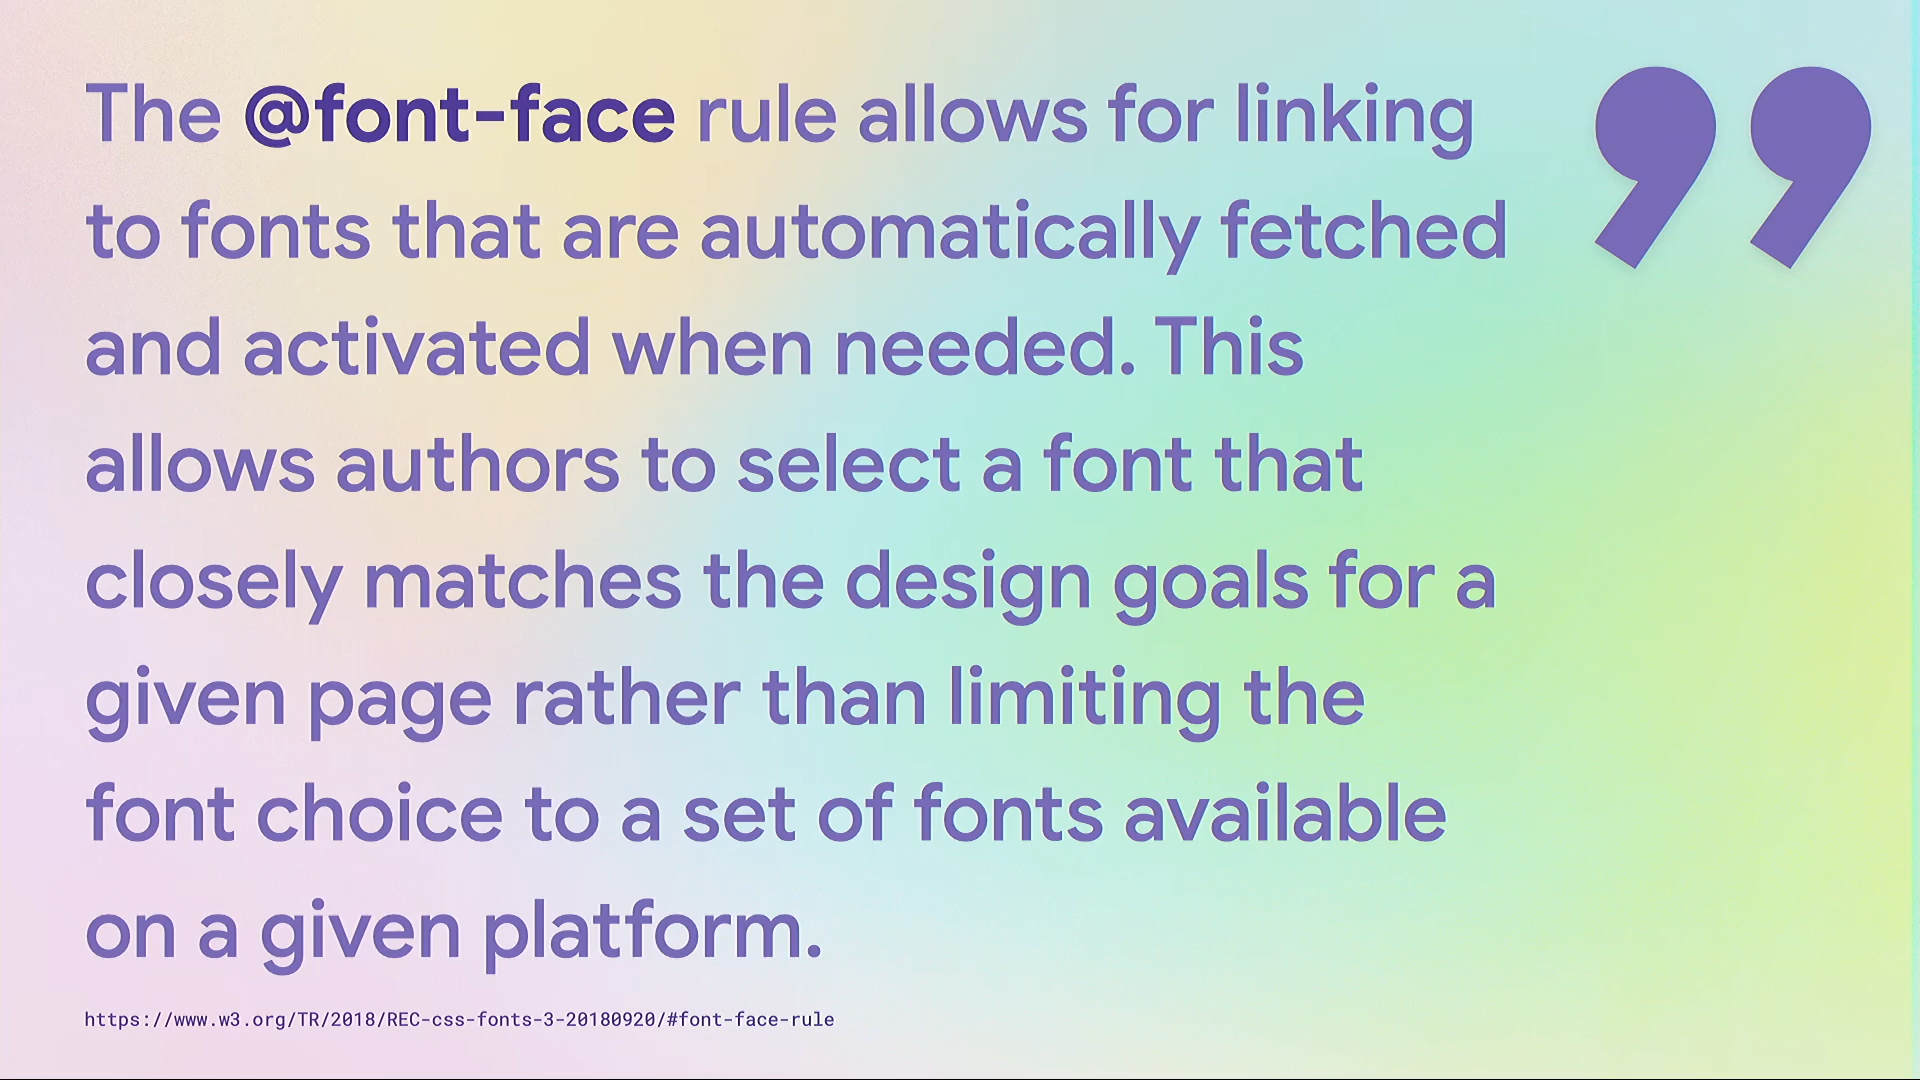 The @font-face rule allows for linking
to fonts that are automatically fetched
and activated when needed. This
allows authors to select a font that
closely matches the design goals for a
given page rather than limiting the
font choice to a set of fonts available
on a given platform.
”
https://www.w3.org/TR/2018/REC-css-fonts-3-20180920/#font-face-rule